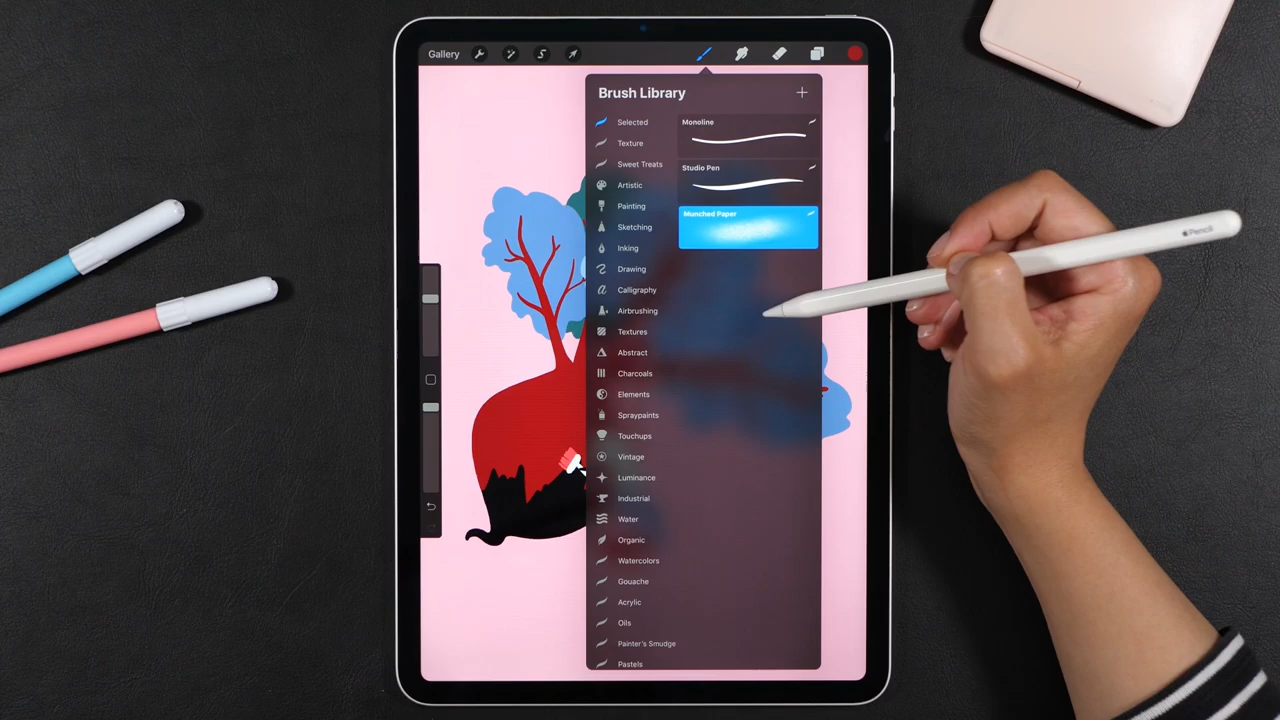 Gallery
Brush Library
Selected
Texture
Sweet Treats
Artistic
Painting
Sketching
Inking
Drawing
Calligraphy
Airbrushing
Textures
Abstract
Charcoals
Elements
Spraypaints
Touchups
Vintage
Luminance
Industrial
Water
Organic
Watercolors
Gouache
Acrylic
Oils
Painter's Smudge
Pastels
Monoline
Studio Pen
Munched Paper
Pencil